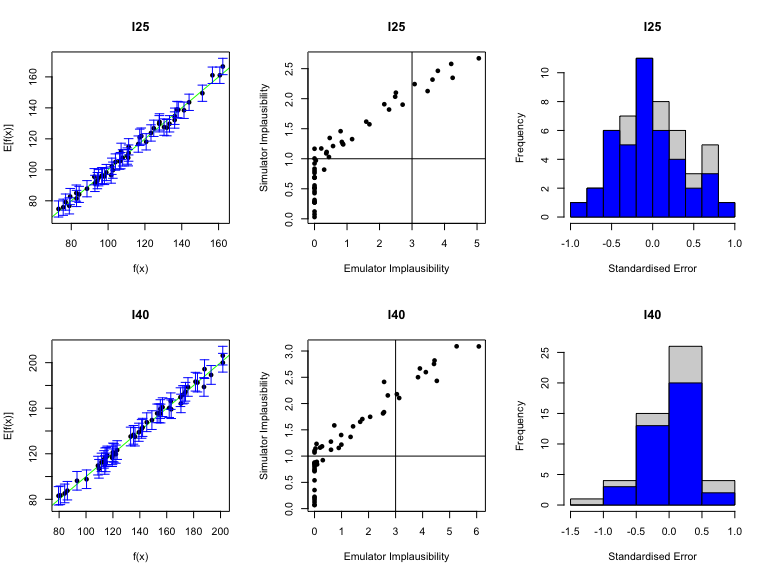 I25
I25
I25
160
140
120
100
80
E[f(x)]
80 100 120 140 160
f(x)
2.5
2.0
1.5
1.0
0.5
0.0
Simulator Implausibility
0 1 2 3 4 5
Emulator Implausibility
10
8
6
4
2
0
Frequency
-1.0 -0.5 0.0 0.5 1.0
Standardised Error
I40
I40
I40
200
160
120
80
E[f(x)]
80 100 120 140 160 180 200
f(x)
3.0
2.5
2.0
1.5
1.0
0.5
0.0
Simulator Implausibility
0 1 2 3 4 5 6
Emulator Implausibility
25
20
15
10
5
0
Frequency
-1.5 -1.0 -0.5 0.0 0.5 1.0
Standardised Error